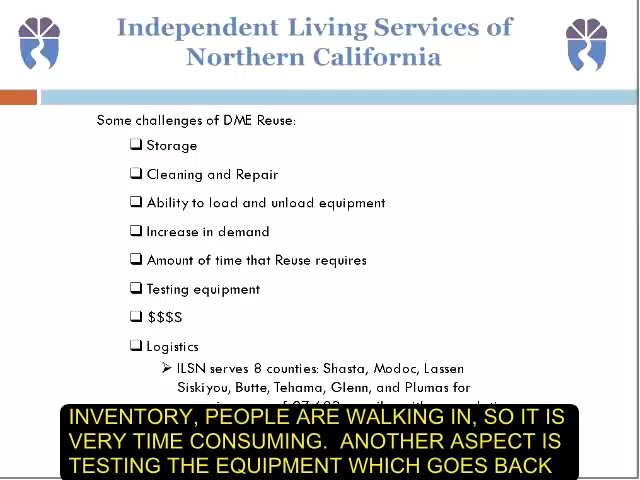 Independent Living Services of
Northern California
Some challenges of DME Reuse:
Storage
Cleaning and Repair
Ability to load and unload equipment
Increase in demand
Amount of time that Reuse requires
Testing equipment
$$$$
Logistics
ILSN serves 8 counties: Shasta, Modoc, Lassen
Siskiyou, Butte, Tehama, Glenn, and Plumas for
INVENTORY, PEOPLE ARE WALKING IN, SO IT IS
VERY TIME CONSUMING. ANOTHER ASPECT IS
TESTING THE EQUIPMENT WHICH GOES BACK